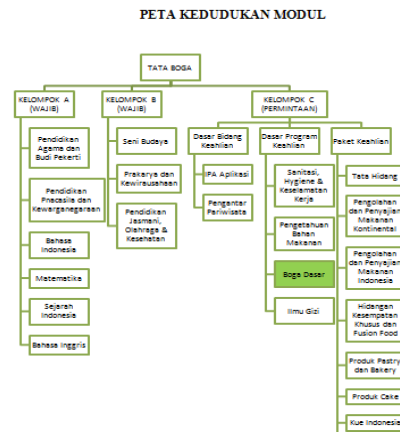 PETA KEDUDUKAN MODUL
TATA BOGA
KELOMPOK A
(WAJIB)
Pendidikan
Agama dan
Budi Pekerti
Pendidikan
Pnacasila dan
Kewarganegaraan
Bahasa
Indonesia
Matematika
Sejarah
Indonesia
Bahasa Inggris
KELOMPOK B
(WAJIB)
Seni Budaya
Prakarya dan
Kewirausahaan
Pendidikan
Jasmani,
Olahraga &
Kesehatan
KELOMPOK C
(PERMINTAAN)
Dasar Bidang
Keahlian
IPA Aplikasi
Pengantar
Pariwisata
Dasar Program
Keahlian
Sanitasi,
Hygiene &
Keselamatan
Kerja
Pengetahuan
Bahan
Makanan
Boga Dasar
Ilmu Gizi
Paket Keahlian
Tata Hidang
Pengolahan
dan Penyajian
Makanan
Kontinental
Pengolahan
dan Penyajian
Makanan
Indonesia
Hidangan
Kesempatan
Khusus dan
Fusion Food
Produk Pastry
dan Bakery
Produk Cake
Kue Indonesia